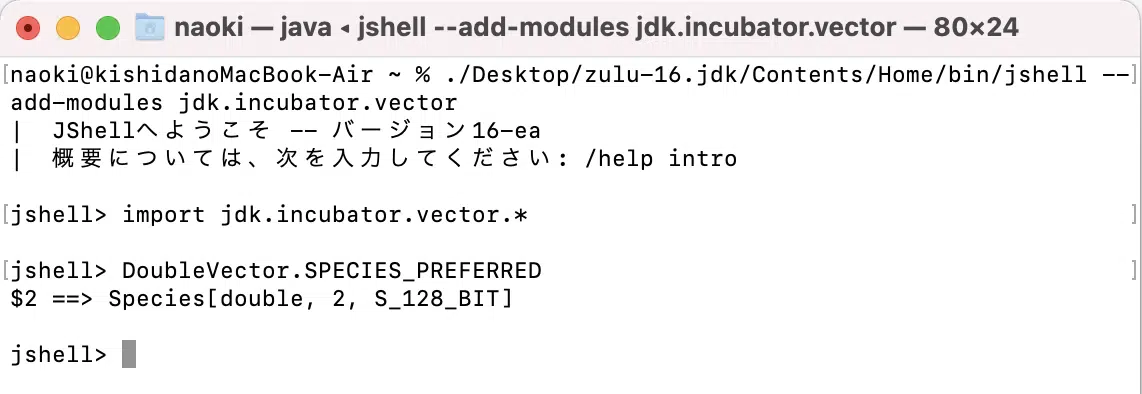 naoki — java ◂ jshell --add-modules jdk.incubator.vector — 80×24
[naoki@kishidanoMacBook-Air ~ % ./Desktop/zulu-16.jdk/Contents/Home/bin/jshell --]
add-modules jdk.incubator.vector
|  JShellへようこそ -- バージョン16-ea
|  概要については、次を入力してください: /help intro
[jshell> import jdk.incubator.vector.* ]
[jshell> DoubleVector.SPECIES_PREFERRED ]
$2 ==> Species[double, 2, S_128_BIT]
jshell>